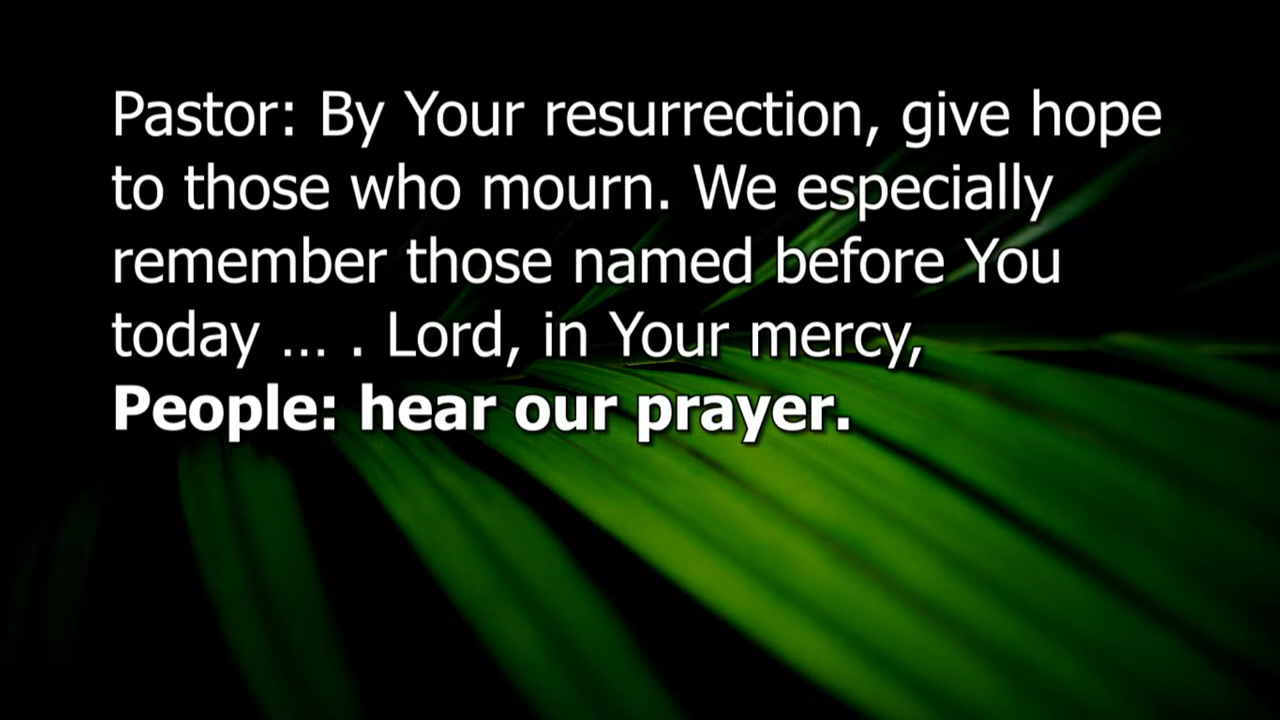 Pastor: By Your resurrection, give hope
to those who mourn. We especially
remember those named before You
today ... . Lord, in Your mercy,
People: hear our prayer.